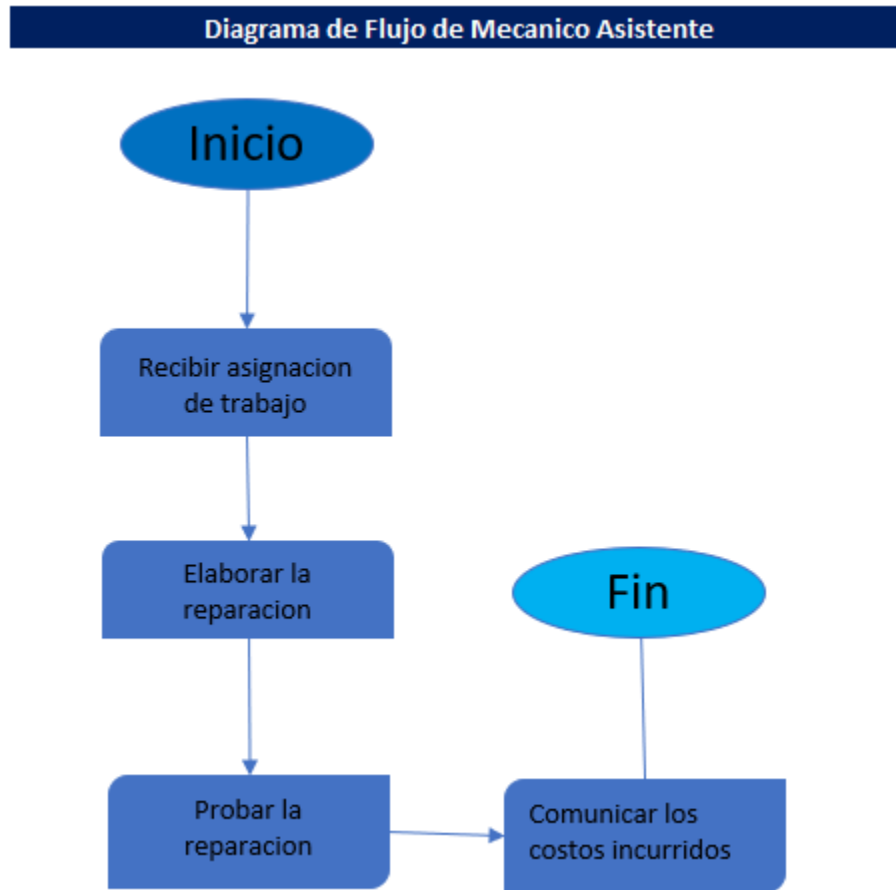 Diagrama de Flujo de Mecanico Asistente
Inicio
Recibir asignacion
de trabajo
Elaborar la
reparacion
Probar la
reparacion
Comunicar los
costos incurridos
Fin